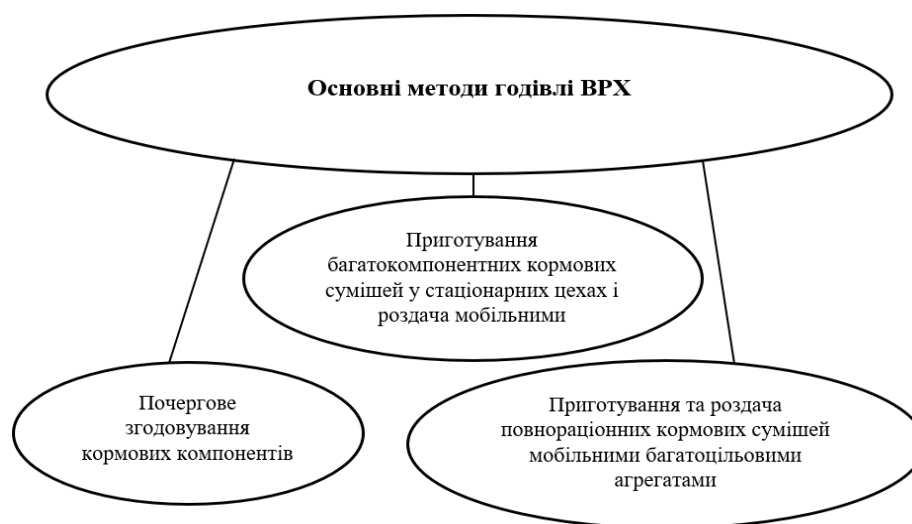 Основні методи годівлі ВРХ
Приготування
багатокомпонентних кормових
сумішей у стаціонарних цехах і
роздача мобільними
Почергове
згодовування
кормових компонентів
Приготування та роздача
повнораціонних кормових сумішей
мобільними багатоцільовими
агрегатами